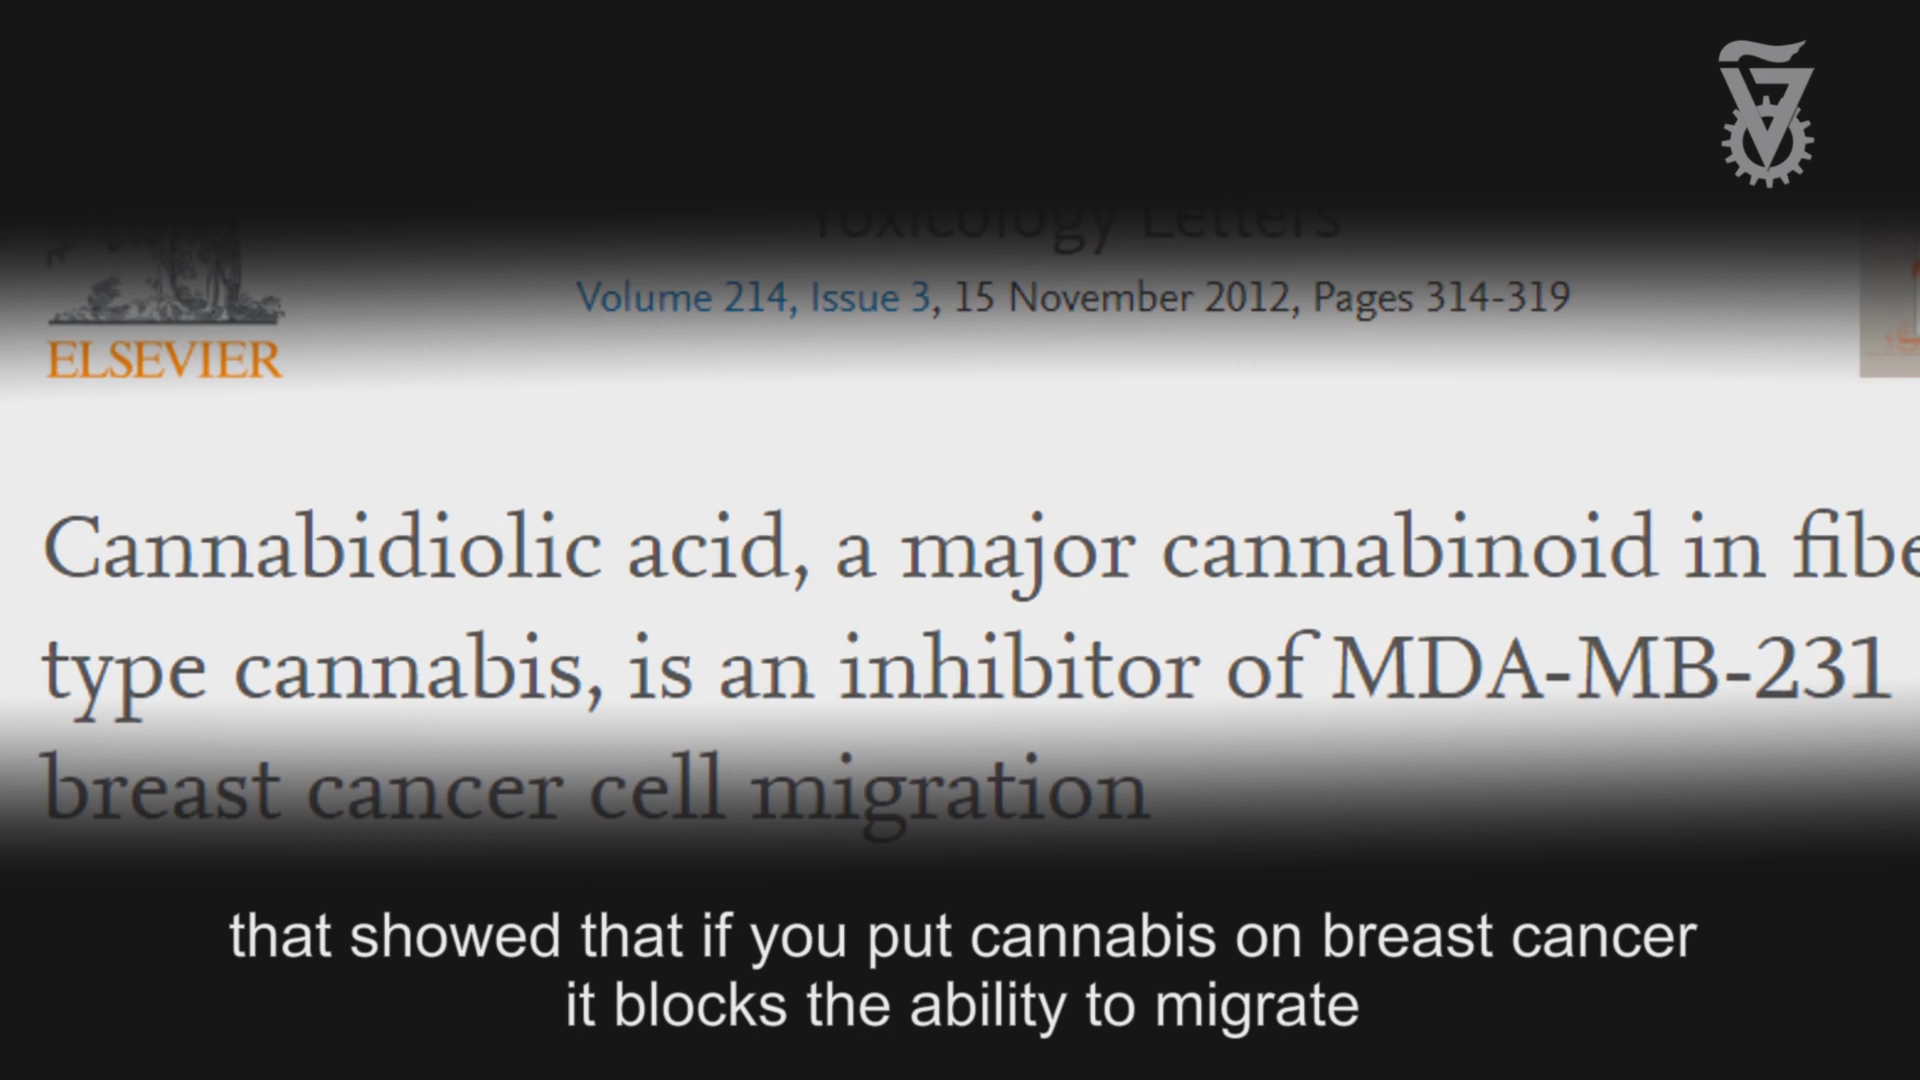 Toxicology Letters
Volume 214, Issue 3, 15 November 2012, Pages 314-319
ELSEVIER
Cannabidiolic acid, a major cannabinoid in fibe
type cannabis, is an inhibitor of MDA-MB-231
breast cancer cell migration
that showed that if you put cannabis on breast cancer
it blocks the ability to migrate